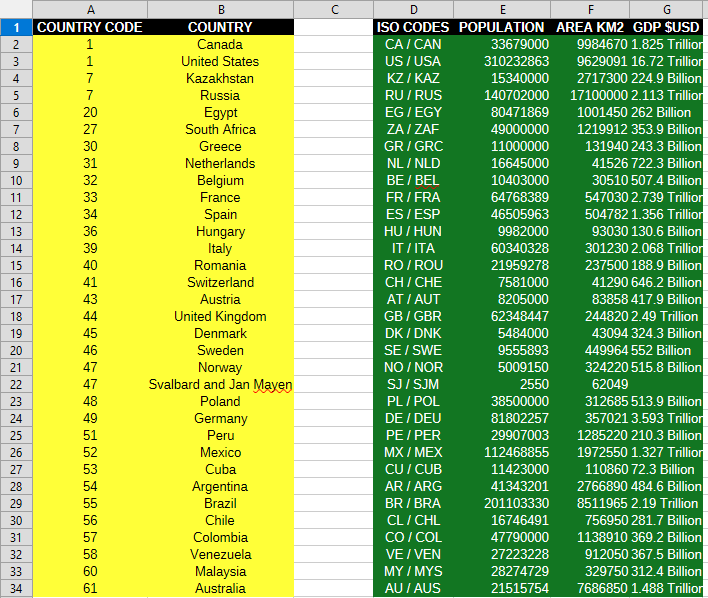 A B C D E F G
1 COUNTRY CODE COUNTRY ISO CODES POPULATION AREA KM2 GDP $USD
2 1 Canada CA / CAN 33679000 9984670 1.825 Trillion
3 1 United States US / USA 310232863 9629091 16.72 Trillion
4 7 Kazakhstan KZ / KAZ 15340000 2717300 224.9 Billion
5 7 Russia RU / RUS 140702000 17100000 2.113 Trillion
6 20 Egypt EG / EGY 80471869 1001450 262 Billion
7 27 South Africa ZA / ZAF 49000000 1219912 353.9 Billion
8 30 Greece GR / GRC 11000000 131940 243.3 Billion
9 31 Netherlands NL / NLD 16645000 41526 722.3 Billion
10 32 Belgium BE / BEL 10403000 30510 507.4 Billion
11 33 France FR / FRA 64768389 547030 2.739 Trillion
12 34 Spain ES / ESP 46505963 504782 1.356 Trillion
13 36 Hungary HU / HUN 9982000 93030 130.6 Billion
14 39 Italy IT / ITA 60340328 301230 2.068 Trillion
15 40 Romania RO / ROU 21959278 237500 188.9 Billion
16 41 Switzerland CH / CHE 7581000 41290 646.2 Billion
17 43 Austria AT / AUT 8205000 83858 417.9 Billion
18 44 United Kingdom GB / GBR 62348447 244820 2.49 Trillion
19 45 Denmark DK / DNK 5484000 43094 324.3 Billion
20 46 Sweden SE / SWE 9555893 449964 552 Billion
21 47 Norway NO / NOR 5009150 324220 515.8 Billion
22 47 Svalbard and Jan Mayen SJ / SJM 2550 62049
23 48 Poland PL / POL 38500000 312685 513.9 Billion
24 49 Germany DE / DEU 81802257 357021 3.593 Trillion
25 51 Peru PE / PER 29907003 1285220 210.3 Billion
26 52 Mexico MX / MEX 112468855 1972550 1.327 Trillion
27 53 Cuba CU / CUB 11423000 110860 72.3 Billion
28 54 Argentina AR / ARG 41343201 2766890 484.6 Billion
29 55 Brazil BR / BRA 201103330 8511965 2.19 Trillion
30 56 Chile CL / CHL 16746491 756950 281.7 Billion
31 57 Colombia CO / COL 47790000 1138910 369.2 Billion
32 58 Venezuela VE / VEN 27223228 912050 367.5 Billion
33 60 Malaysia MY / MYS 28274729 329750 312.4 Billion
34 61 Australia AU / AUS 21515754 7686850 1.488 Trillion